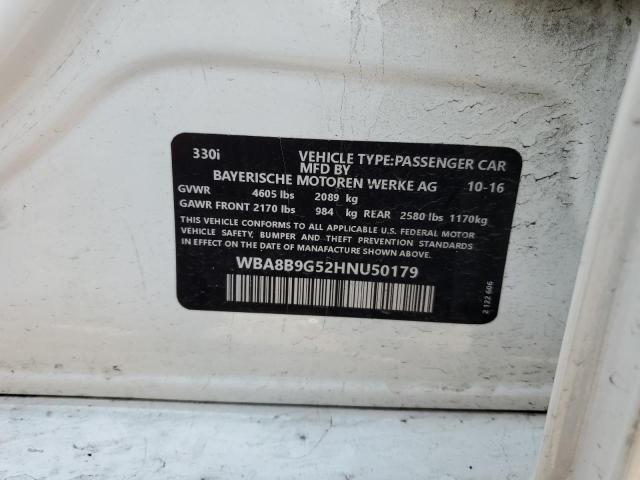 330i VEHICLE TYPE:PASSENGER CAR
MFD BY
BAYERISCHE MOTOREN WERKE AG 10-16
GVWR 4605 lbs 2089 kg
GAWR FRONT 2170 lbs 984 kg REAR 2580 lbs 1170kg
THIS VEHICLE CONFORMS TO ALL APPLICABLE U.S. FEDERAL MOTOR
VEHICLE SAFETY, BUMPER AND THEFT PREVENTION STANDARDS
IN EFFECT ON THE DATE OF MANUFACTURE SHOWN ABOVE.
WBA8B9G52HNU50179
2 122 606